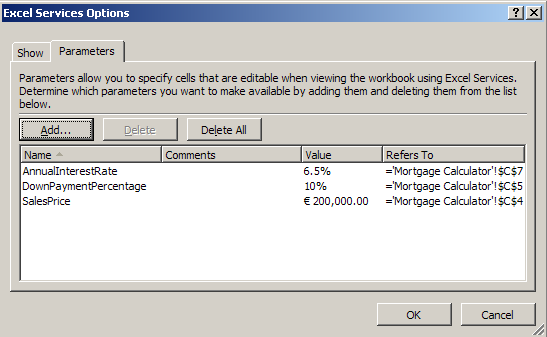 Excel Services Options
Show Parameters
Parameters allow you to specify cells that are editable when viewing the workbook using Excel Services.
Determine which parameters you want to make available by adding them and deleting them from the list
below.
Add... Delete Delete All
Name Comments Value Refers To
AnnualInterestRate 6.5% ='Mortgage Calculator'!$C$7
DownPaymentPercentage 10% ='Mortgage Calculator'!$C$5
SalesPrice € 200,000.00 ='Mortgage Calculator'!$C$4
OK Cancel